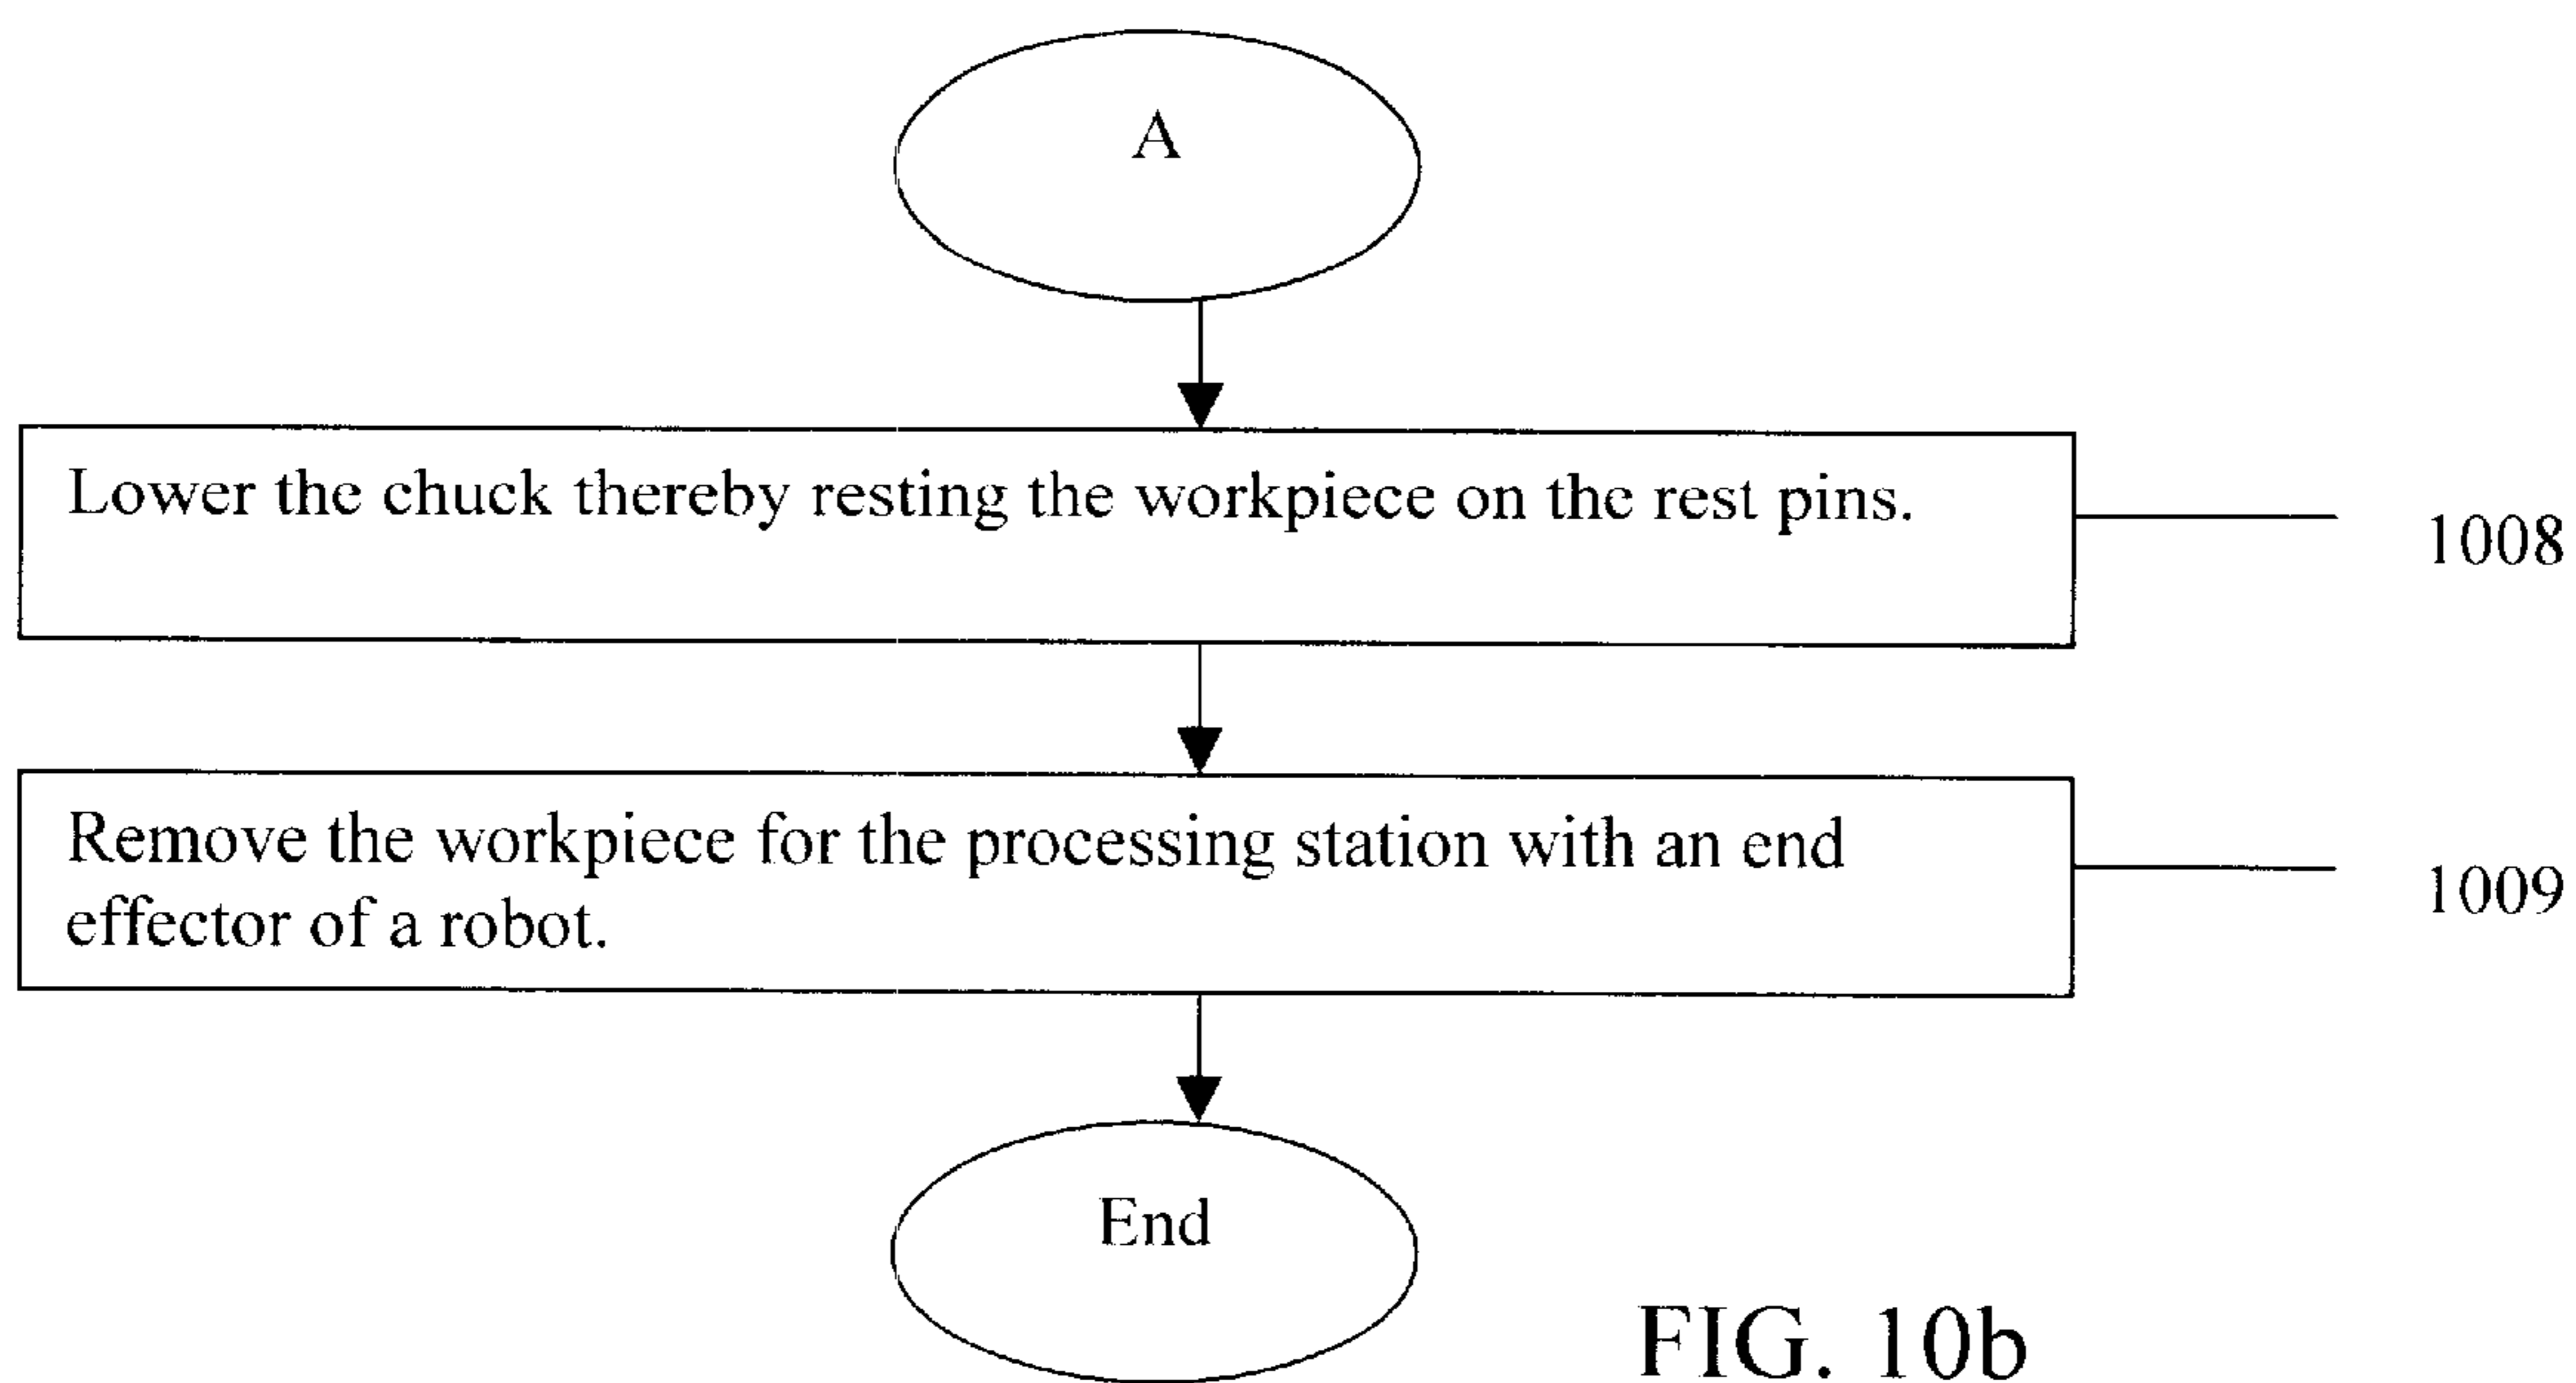 A
Lower the chuck thereby resting the workpiece on the rest pins.
1008
Remove the workpiece for the processing station with an end
effector of a robot.
1009
End
FIG. 10b